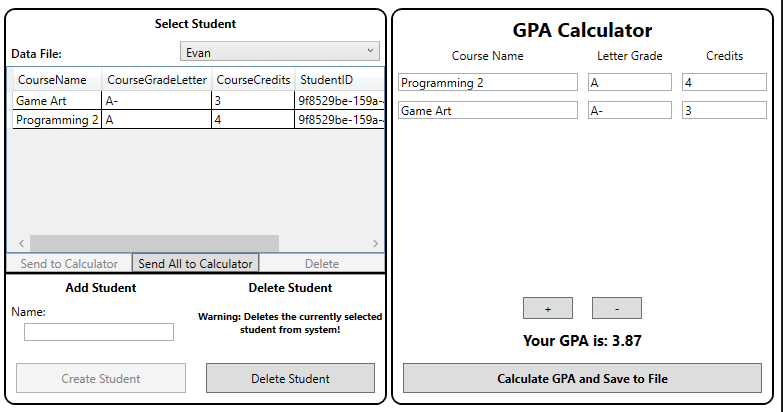 Select Student
Data File:
Evan
CourseName CourseGradeLetter CourseCredits StudentID
Game Art A- 3 9f8529be-159a-
Programming 2 A 4 9f8529be-159a-
Send to Calculator Send All to Calculator Delete
Add Student
Name:
Create Student
Delete Student
Warning: Deletes the currently selected
student from system!
Delete Student
GPA Calculator
Course Name Letter Grade Credits
Programming 2 A 4
Game Art A- 3
+ -
Your GPA is: 3.87
Calculate GPA and Save to File